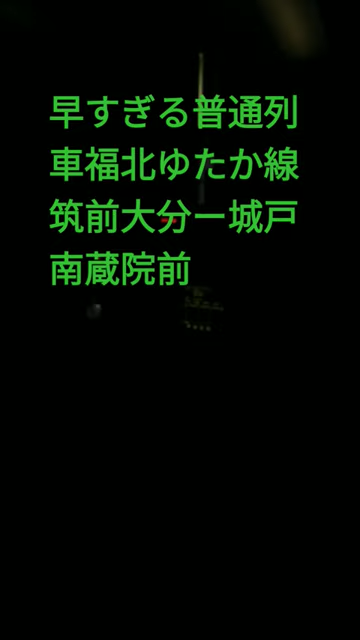 早すぎる普通列
車福北ゆたか線
筑前大分ー城戸
南蔵院前